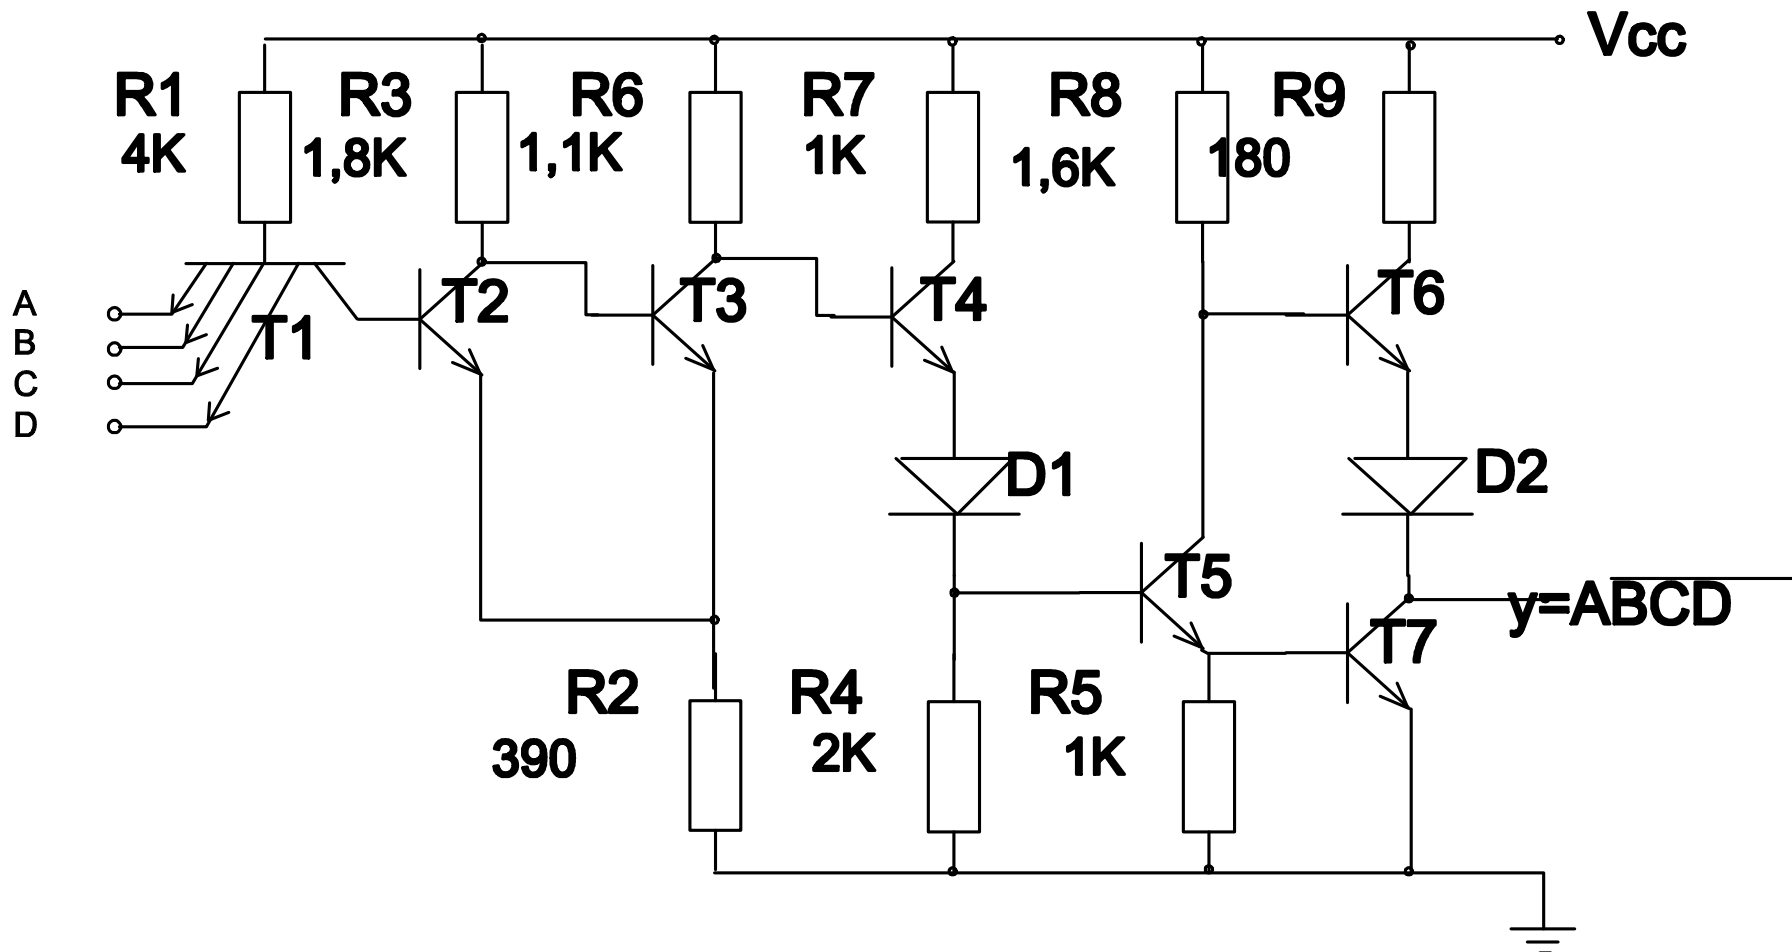 Vcc
R1 R3 R6 R7 R8 R9
4K 1,8K 1,1K 1K 1,6K 180
A
B
C
D
T1
T2
T3
T4
T6
D1
D2
T5
y=ABCD
T7
R2 R4 R5
390 2K 1K